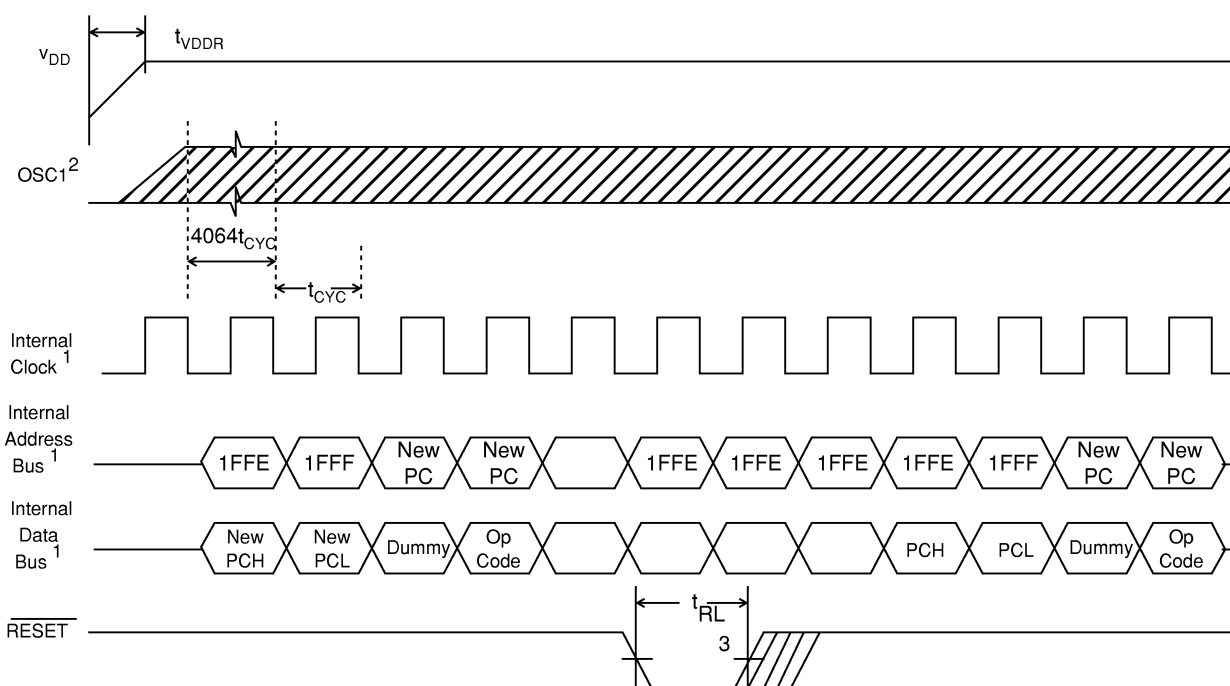 tVDDR
vDD
OSC12
4064tCYC
tCYC
Internal
Clock 1
Internal
Address
Bus 1
1FFE 1FFF New PC New PC 1FFE 1FFE 1FFE 1FFE 1FFF New PC New PC
Internal
Data
Bus 1
New PCH New PCL Dummy Op Code PCH PCL Dummy Op Code
tRL
RESET
3